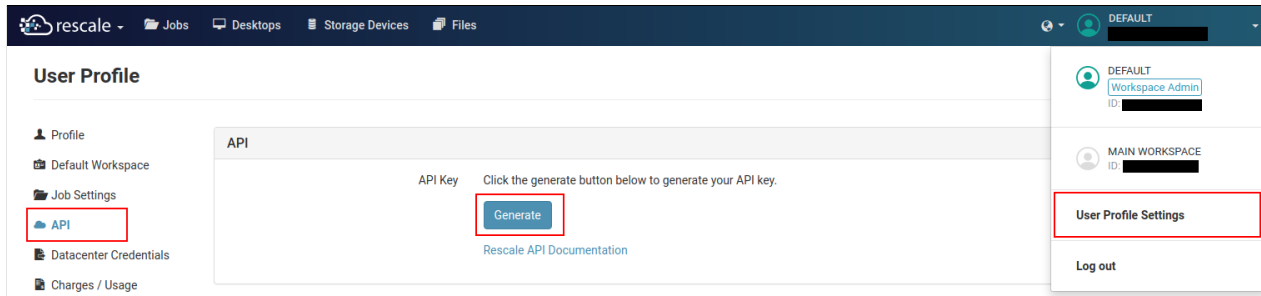 rescale Jobs Desktops Storage Devices Files DEFAULT
User Profile
DEFAULT
Workspace Admin
ID:
Profile
Default Workspace
Job Settings
API
Datacenter Credentials
Charges / Usage
API
API Key Click the generate button below to generate your API key.
Generate
Rescale API Documentation
MAIN WORKSPACE
ID:
User Profile Settings
Log out